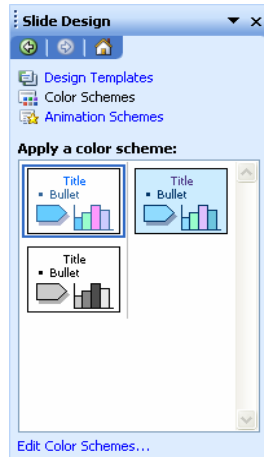 Slide Design
Design Templates
Color Schemes
Animation Schemes
Apply a color scheme:
Title
▪ Bullet
Title
▪ Bullet
Title
▪ Bullet
Edit Color Schemes...